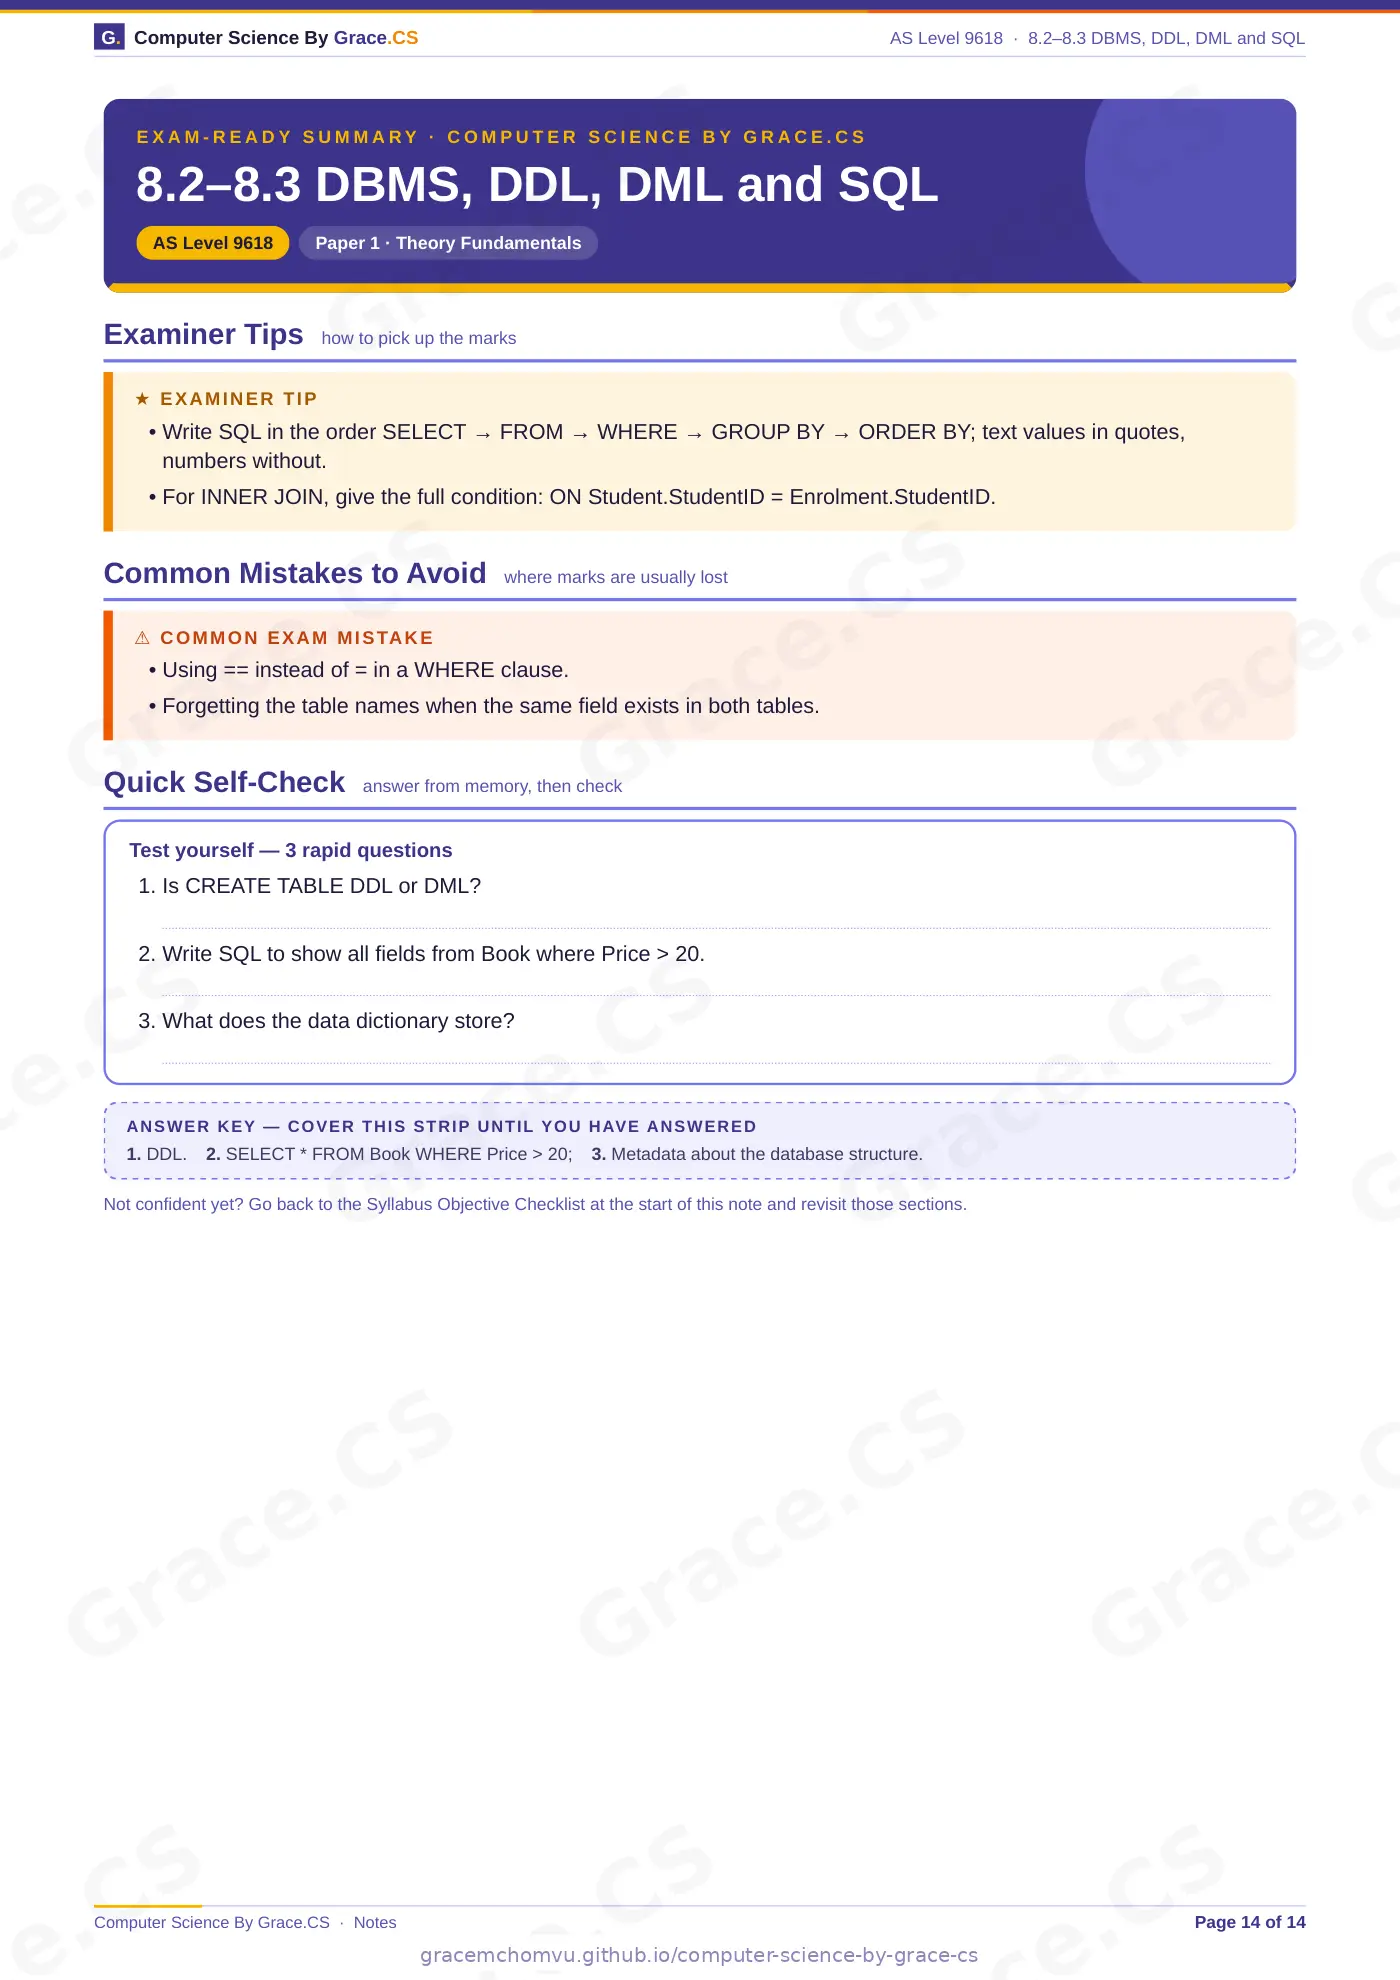 G. Computer Science By Grace.CS
AS Level 9618 · 8.2–8.3 DBMS, DDL, DML and SQL
EXAM-READY SUMMARY · COMPUTER SCIENCE BY GRACE.CS
8.2–8.3 DBMS, DDL, DML and SQL
AS Level 9618
Paper 1 · Theory Fundamentals
Examiner Tips how to pick up the marks
★ EXAMINER TIP
• Write SQL in the order SELECT → FROM → WHERE → GROUP BY → ORDER BY; text values in quotes,
numbers without.
• For INNER JOIN, give the full condition: ON Student.StudentID = Enrolment.StudentID.
Common Mistakes to Avoid where marks are usually lost
⚠ COMMON EXAM MISTAKE
• Using == instead of = in a WHERE clause.
• Forgetting the table names when the same field exists in both tables.
Quick Self-Check answer from memory, then check
Test yourself — 3 rapid questions
1. Is CREATE TABLE DDL or DML?
2. Write SQL to show all fields from Book where Price > 20.
3. What does the data dictionary store?
ANSWER KEY — COVER THIS STRIP UNTIL YOU HAVE ANSWERED
1. DDL. 2. SELECT * FROM Book WHERE Price > 20; 3. Metadata about the database structure.
Not confident yet? Go back to the Syllabus Objective Checklist at the start of this note and revisit those sections.
Computer Science By Grace.CS · Notes
Page 14 of 14
gracemchomvu.github.io/computer-science-by-grace-cs